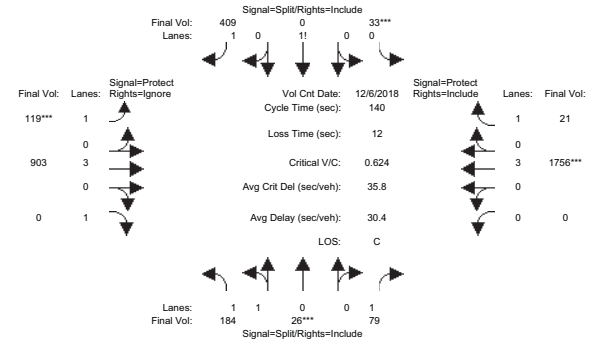 Signal=Split/Rights=Include
Final Vol: 409 0 33***
Lanes: 1 0 1! 0 0
Signal=Protect
Final Vol: Lanes: Rights=Ignore
Vol Cnt Date: 12/6/2018
Signal=Protect
Rights=Include Lanes: Final Vol:
Cycle Time (sec): 140
119*** 1
1 21
Loss Time (sec): 12
0
0
903 3
Critical V/C: 0.624
3 1756***
0
Avg Crit Del (sec/veh): 35.8
0
0 1
Avg Delay (sec/veh): 30.4
0 0
LOS: C
Lanes: 1 1 0 0 1
Final Vol: 184 26*** 79
Signal=Split/Rights=Include